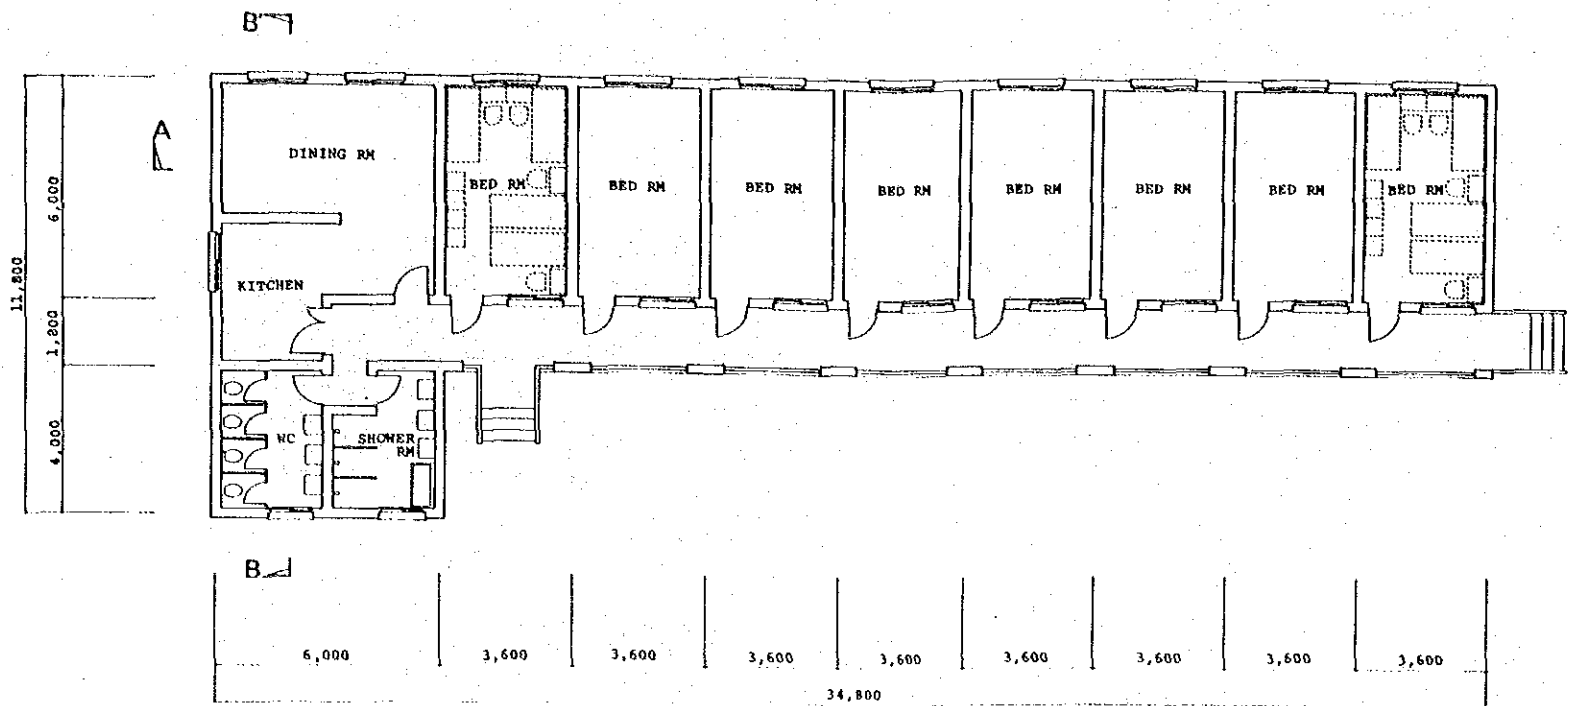 B
A
DINING RM
BED RM
BED RM
BED RM
BED RM
BED RM
BED RM
BED RM
BED RM
6,000
11,800
KITCHEN
1,800
4,000
WC
SHOWER
RM
B
6,000
3,600
3,600
3,600
3,600
3,600
3,600
3,600
3,600
34,800